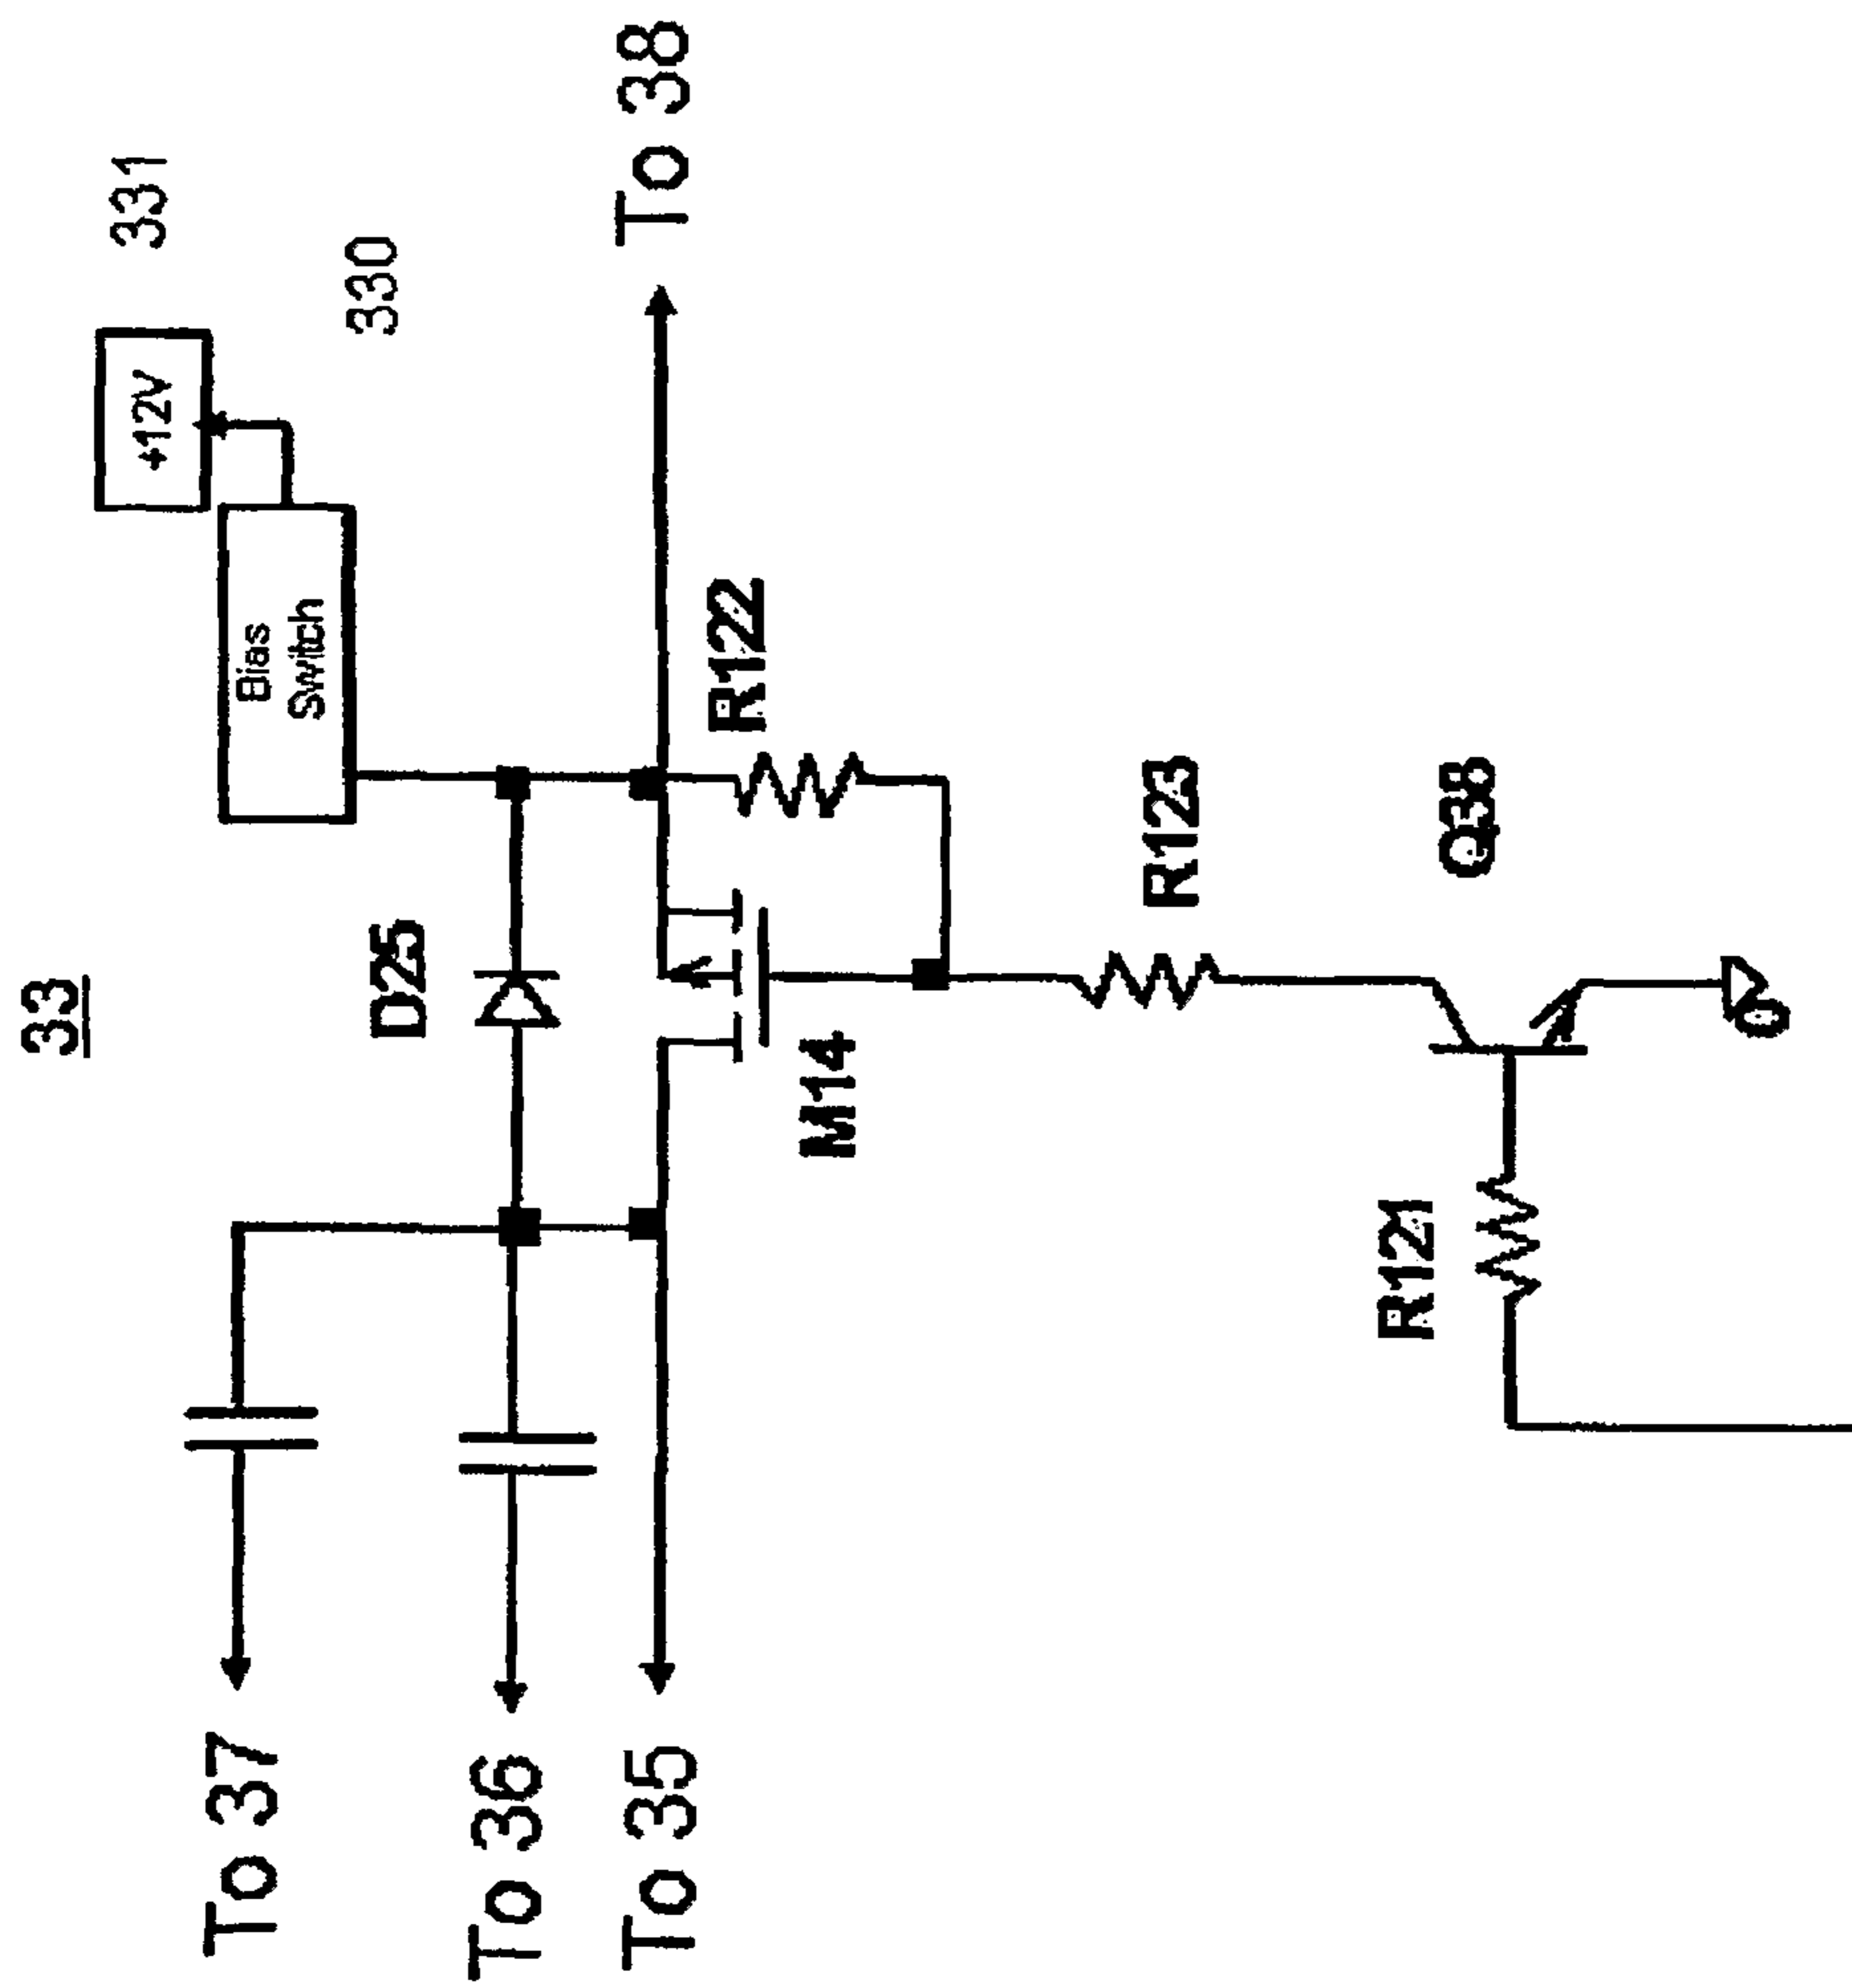 33
331
+12V
To 37
Bias
Switch
330
D25
To 36
To 35
To 38
R122
M14
R123
R121
0